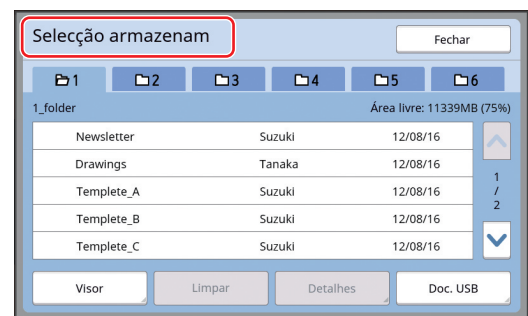 Selecção armazenam
Fechar
1 2 3 4 5 6
1_folder Área livre: 11339MB (75%)
Newsletter Suzuki 12/08/16
Drawings Tanaka 12/08/16
Templete_A Suzuki 12/08/16
Templete_B Suzuki 12/08/16
Templete_C Suzuki 12/08/16
1
/
2
Visor Limpar Detalhes Doc. USB